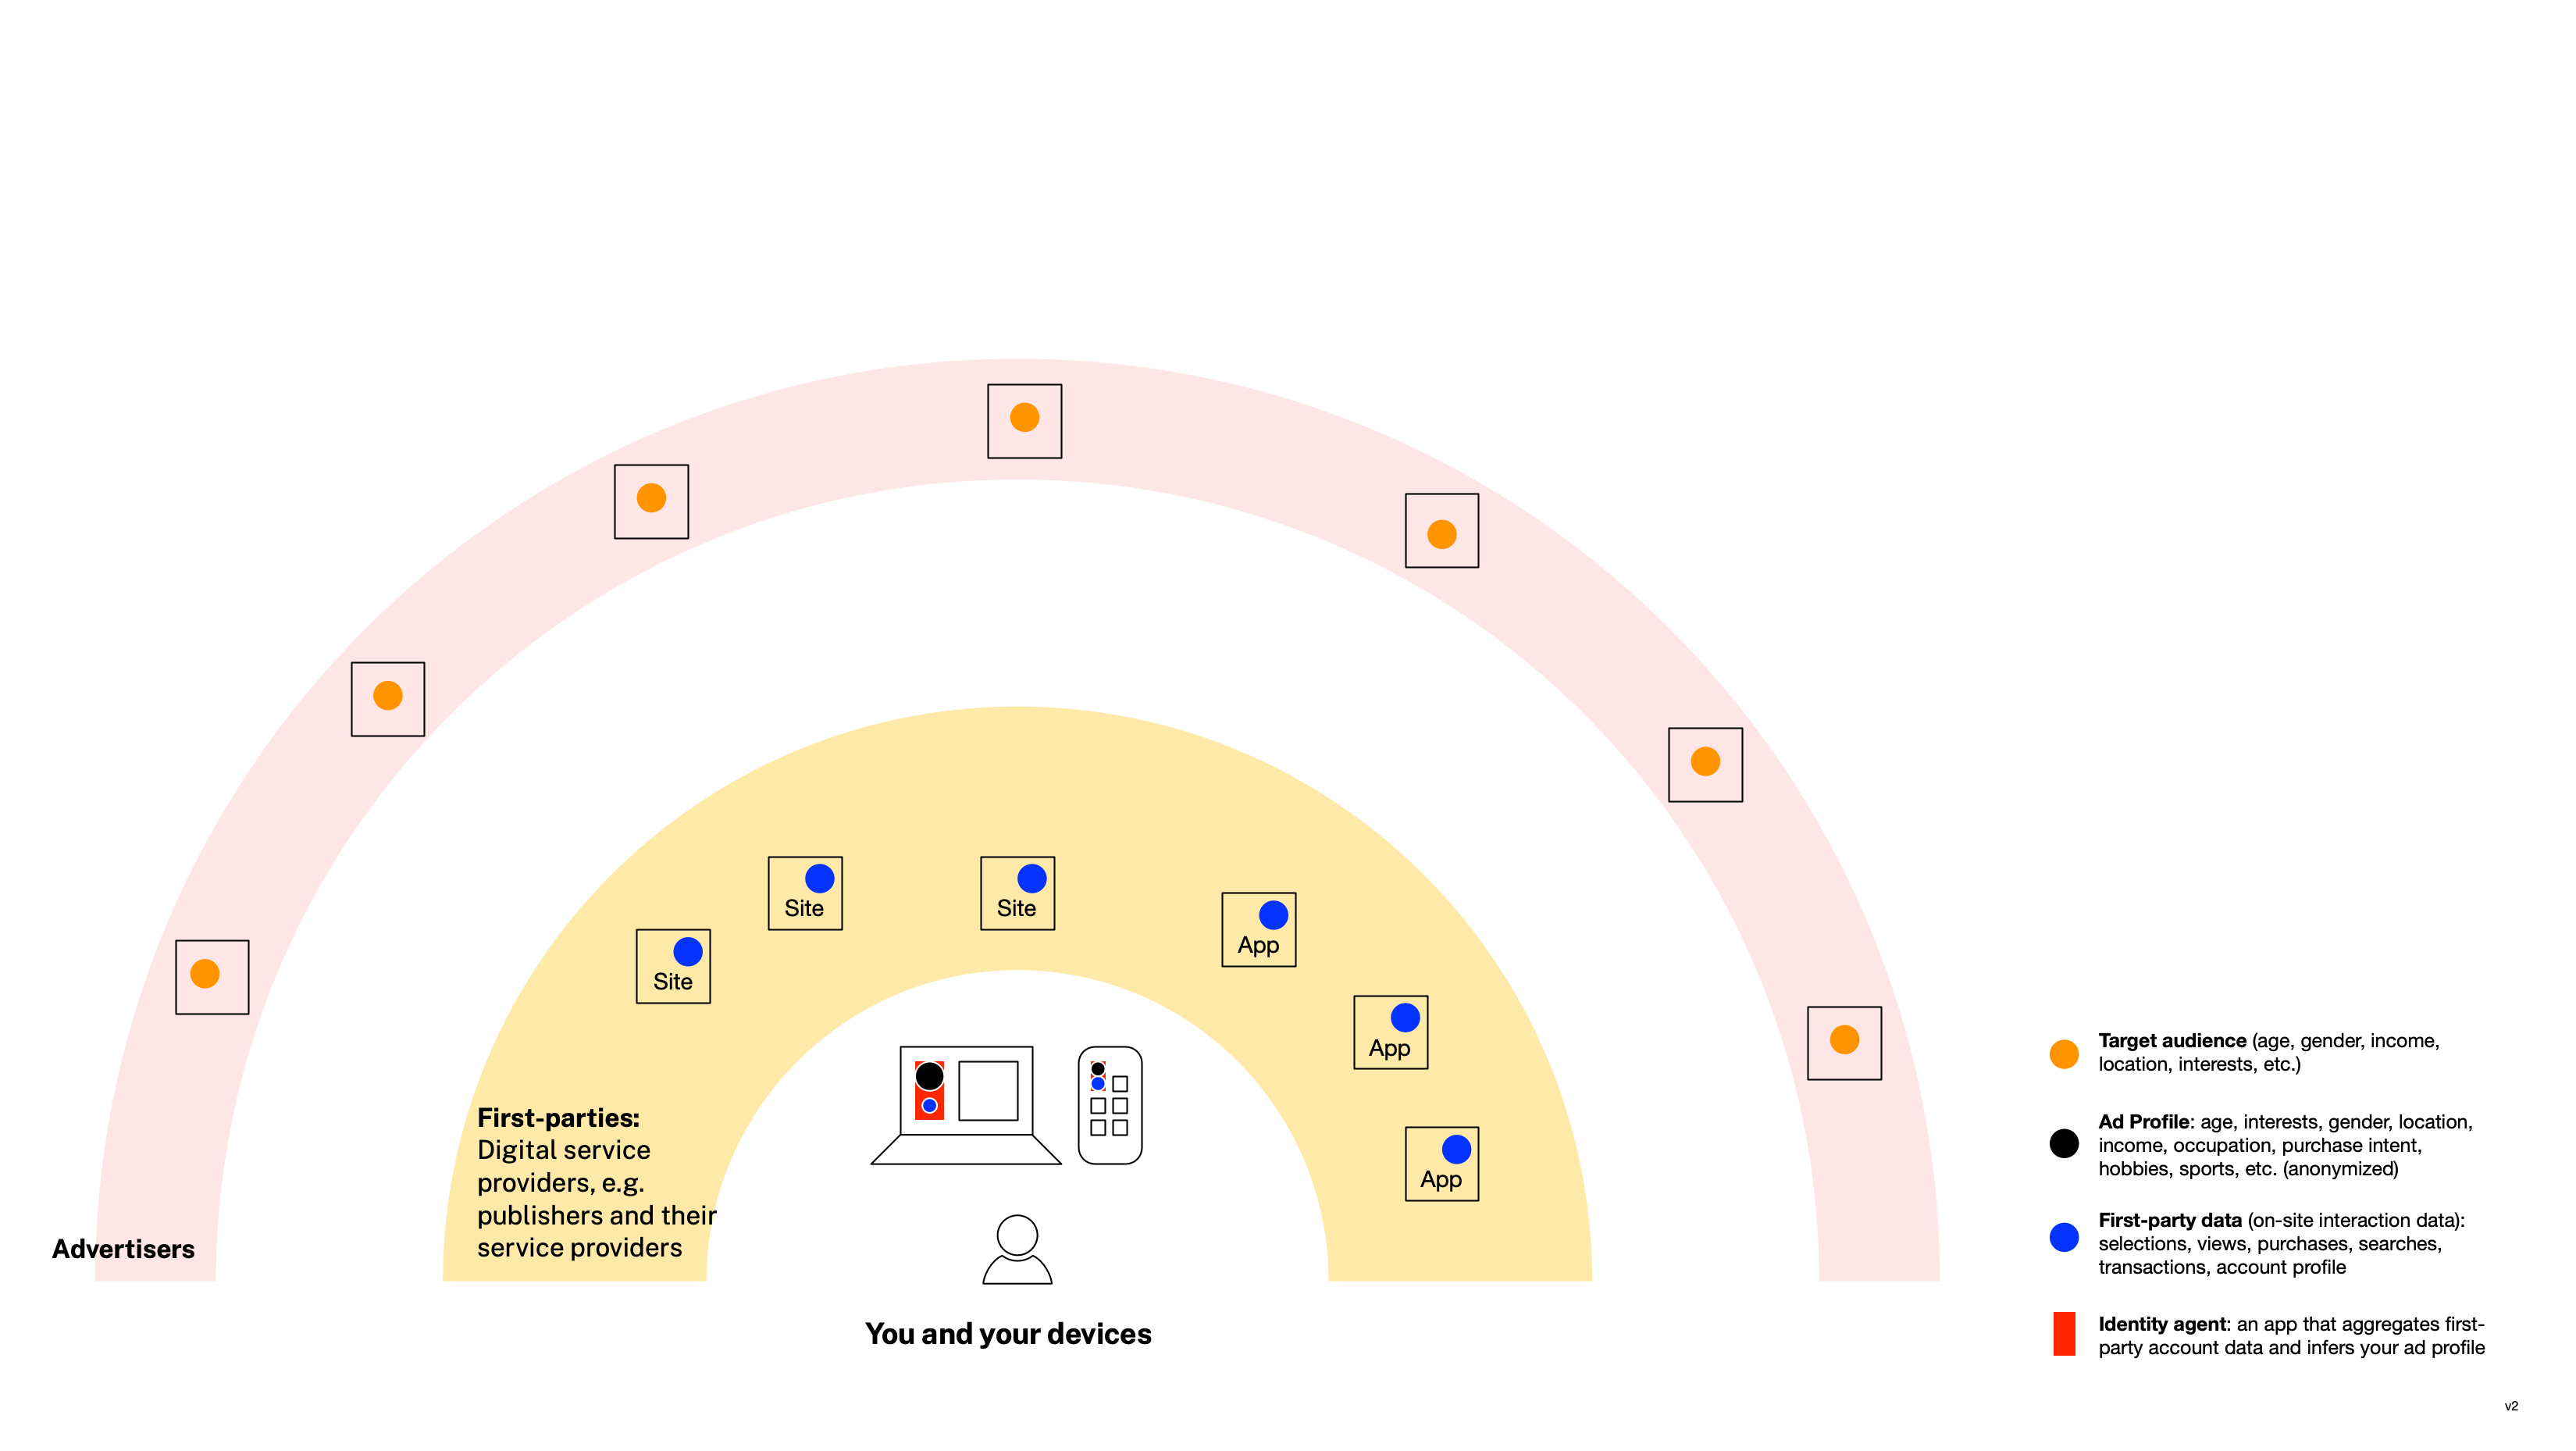 Site
Site
Site
App
App
App
First-parties:
Digital service
providers, e.g.
publishers and their
service providers
Advertisers
You and your devices
Target audience (age, gender, income,
location, interests, etc.)
Ad Profile: age, interests, gender, location,
income, occupation, purchase intent,
hobbies, sports, etc. (anonymized)
First-party data (on-site interaction data):
selections, views, purchases, searches,
transactions, account profile
Identity agent: an app that aggregates first-
party account data and infers your ad profile
v2